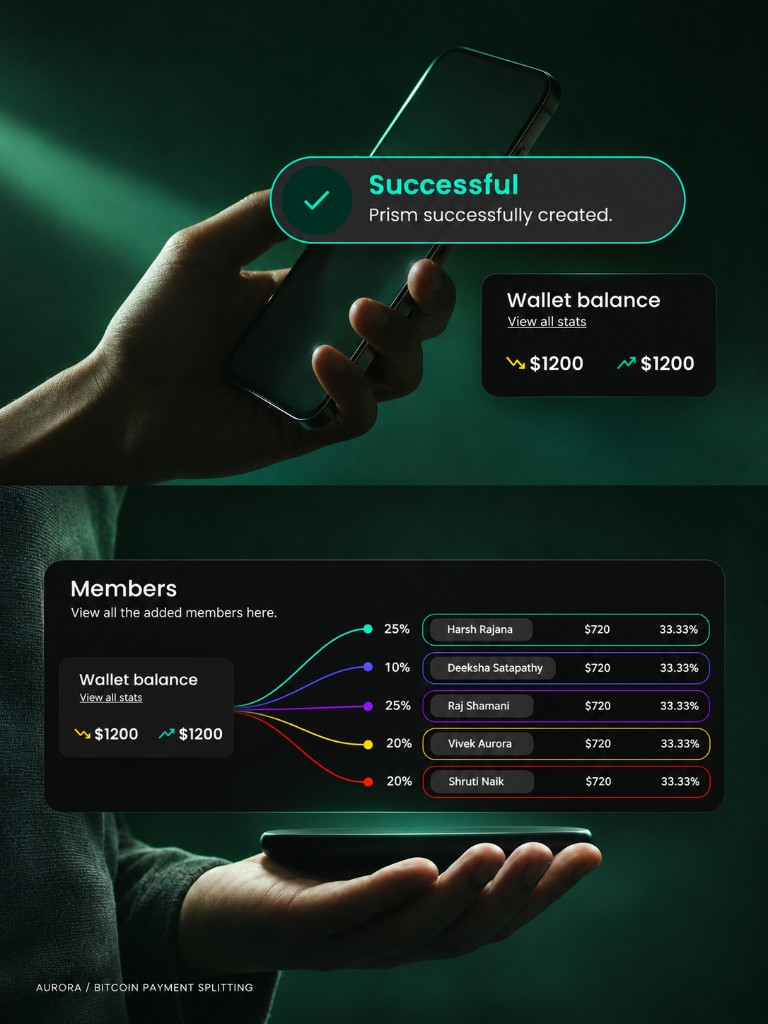 Successful
Prism successfully created.
Wallet balance
View all stats
$1200 $1200
Members
View all the added members here.
25% Harsh Rajana $720 33.33%
10% Deeksha Satapathy $720 33.33%
Wallet balance
View all stats
25% Raj Shamani $720 33.33%
$1200 $1200
20% Vivek Aurora $720 33.33%
20% Shruti Naik $720 33.33%
AURORA / BITCOIN PAYMENT SPLITTING